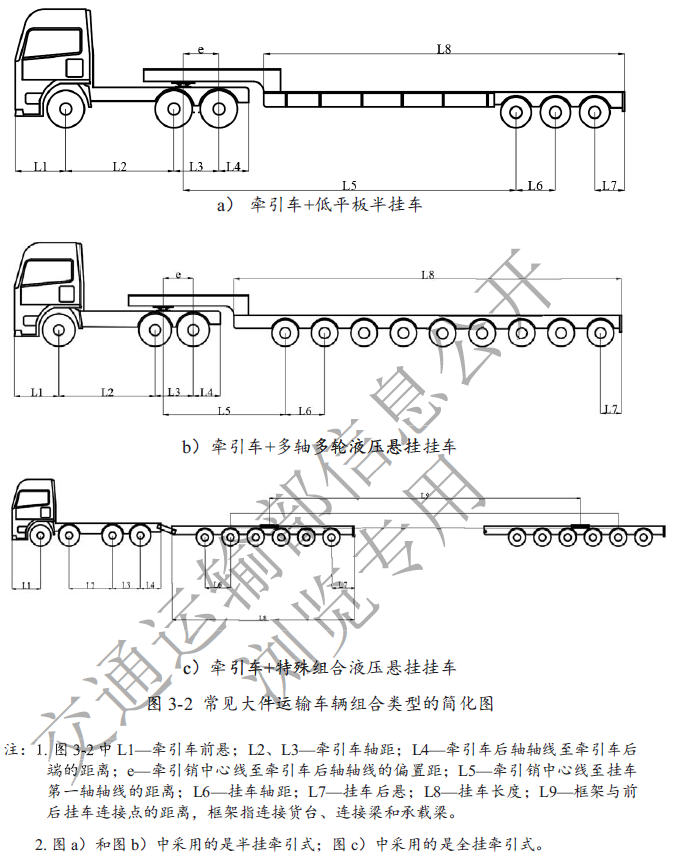 e
L8
L1
L2
L3
L4
L5
L6
L7
a） 牵引车+低平板半挂车
e
L8
L1
L2
L3
L4
L5
L6
L7
b）牵引车+多轴多轮液压悬挂挂车
L9
L1
L2
L3
L4
L6
L7
L8
c）牵引车+特殊组合液压悬挂挂车
图 3-2 常见大件运输车辆组合类型的简化图
注：1. 图 3-2 中 L1—牵引车前悬；L2、L3—牵引车轴距；L4—牵引车后轴轴线至牵引车后
端的距离；e—牵引销中心线至牵引车后轴轴线的偏置距；L5—牵引销中心线至挂车
第一轴轴线的距离；L6—挂车轴距；L7—挂车后悬；L8—挂车长度；L9—框架与前
后挂车连接点的距离，框架指连接货台、连接梁和承载梁。
2. 图 a）和图 b）中采用的是半挂牵引式；图 c）中采用的是全挂牵引式。
交通运输部信息公开
浏览专用